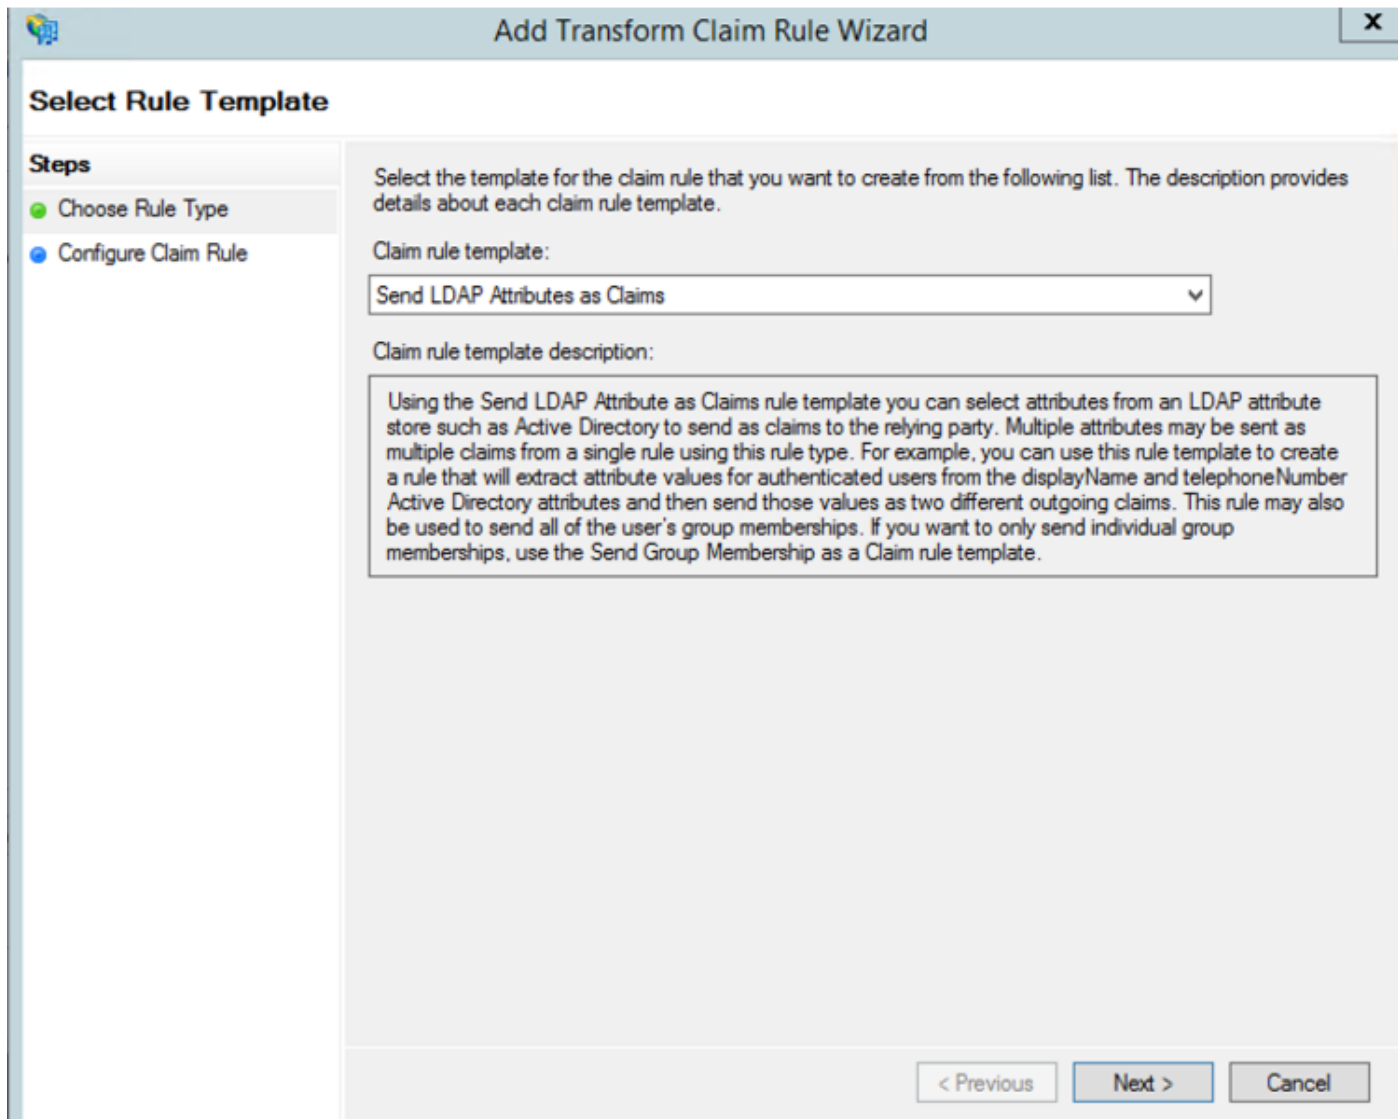 Add Transform Claim Rule Wizard
x
Select Rule Template
Steps
Choose Rule Type
Configure Claim Rule
Select the template for the claim rule that you want to create from the following list. The description provides
details about each claim rule template.
Claim rule template:
Send LDAP Attributes as Claims
Claim rule template description:
Using the Send LDAP Attribute as Claims rule template you can select attributes from an LDAP attribute
store such as Active Directory to send as claims to the relying party. Multiple attributes may be sent as
multiple claims from a single rule using this rule type. For example, you can use this rule template to create
a rule that will extract attribute values for authenticated users from the displayName and telephoneNumber
Active Directory attributes and then send those values as two different outgoing claims. This rule may also
be used to send all of the user's group memberships. If you want to only send individual group
memberships, use the Send Group Membership as a Claim rule template.
< Previous
Next >
Cancel